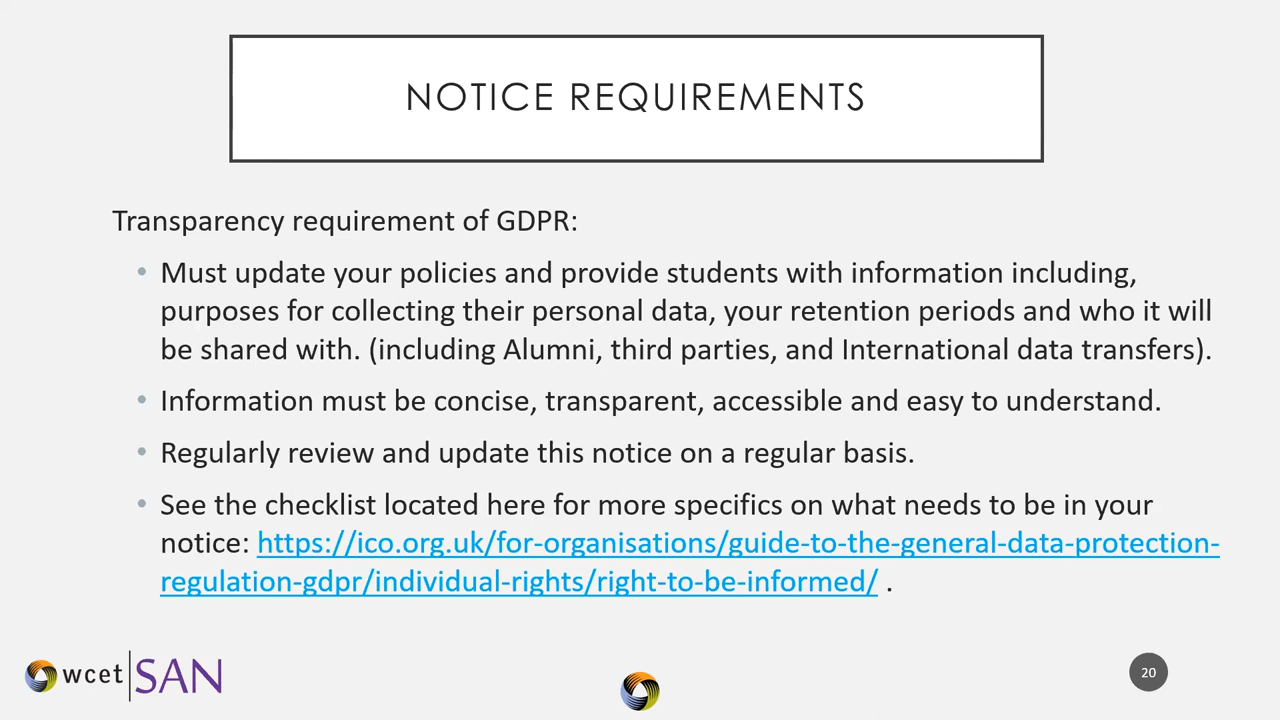 NOTICE REQUIREMENTS
Transparency requirement of GDPR:
• Must update your policies and provide students with information including,
purposes for collecting their personal data, your retention periods and who it will
be shared with. (including Alumni, third parties, and International data transfers).
• Information must be concise, transparent, accessible and easy to understand.
• Regularly review and update this notice on a regular basis.
• See the checklist located here for more specifics on what needs to be in your
notice: https://ico.org.uk/for-organisations/guide-to-the-general-data-protection-
regulation-gdpr/individual-rights/right-to-be-informed/ .
wcet SAN
20